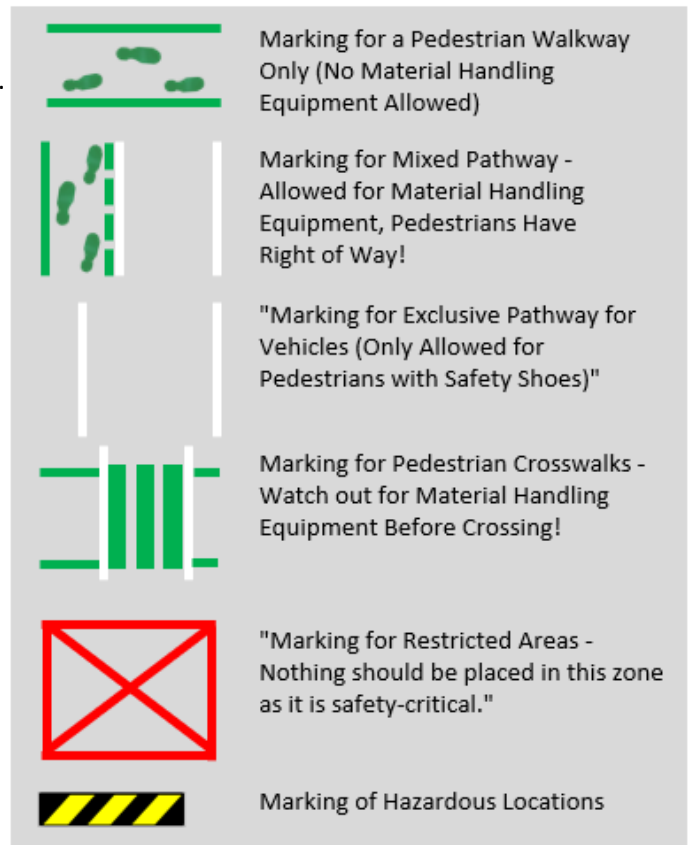 Marking for a Pedestrian Walkway
Only (No Material Handling
Equipment Allowed)
Marking for Mixed Pathway -
Allowed for Material Handling
Equipment, Pedestrians Have
Right of Way!
"Marking for Exclusive Pathway for
Vehicles (Only Allowed for
Pedestrians with Safety Shoes)"
Marking for Pedestrian Crosswalks -
Watch out for Material Handling
Equipment Before Crossing!
"Marking for Restricted Areas -
Nothing should be placed in this zone
as it is safety-critical."
Marking of Hazardous Locations